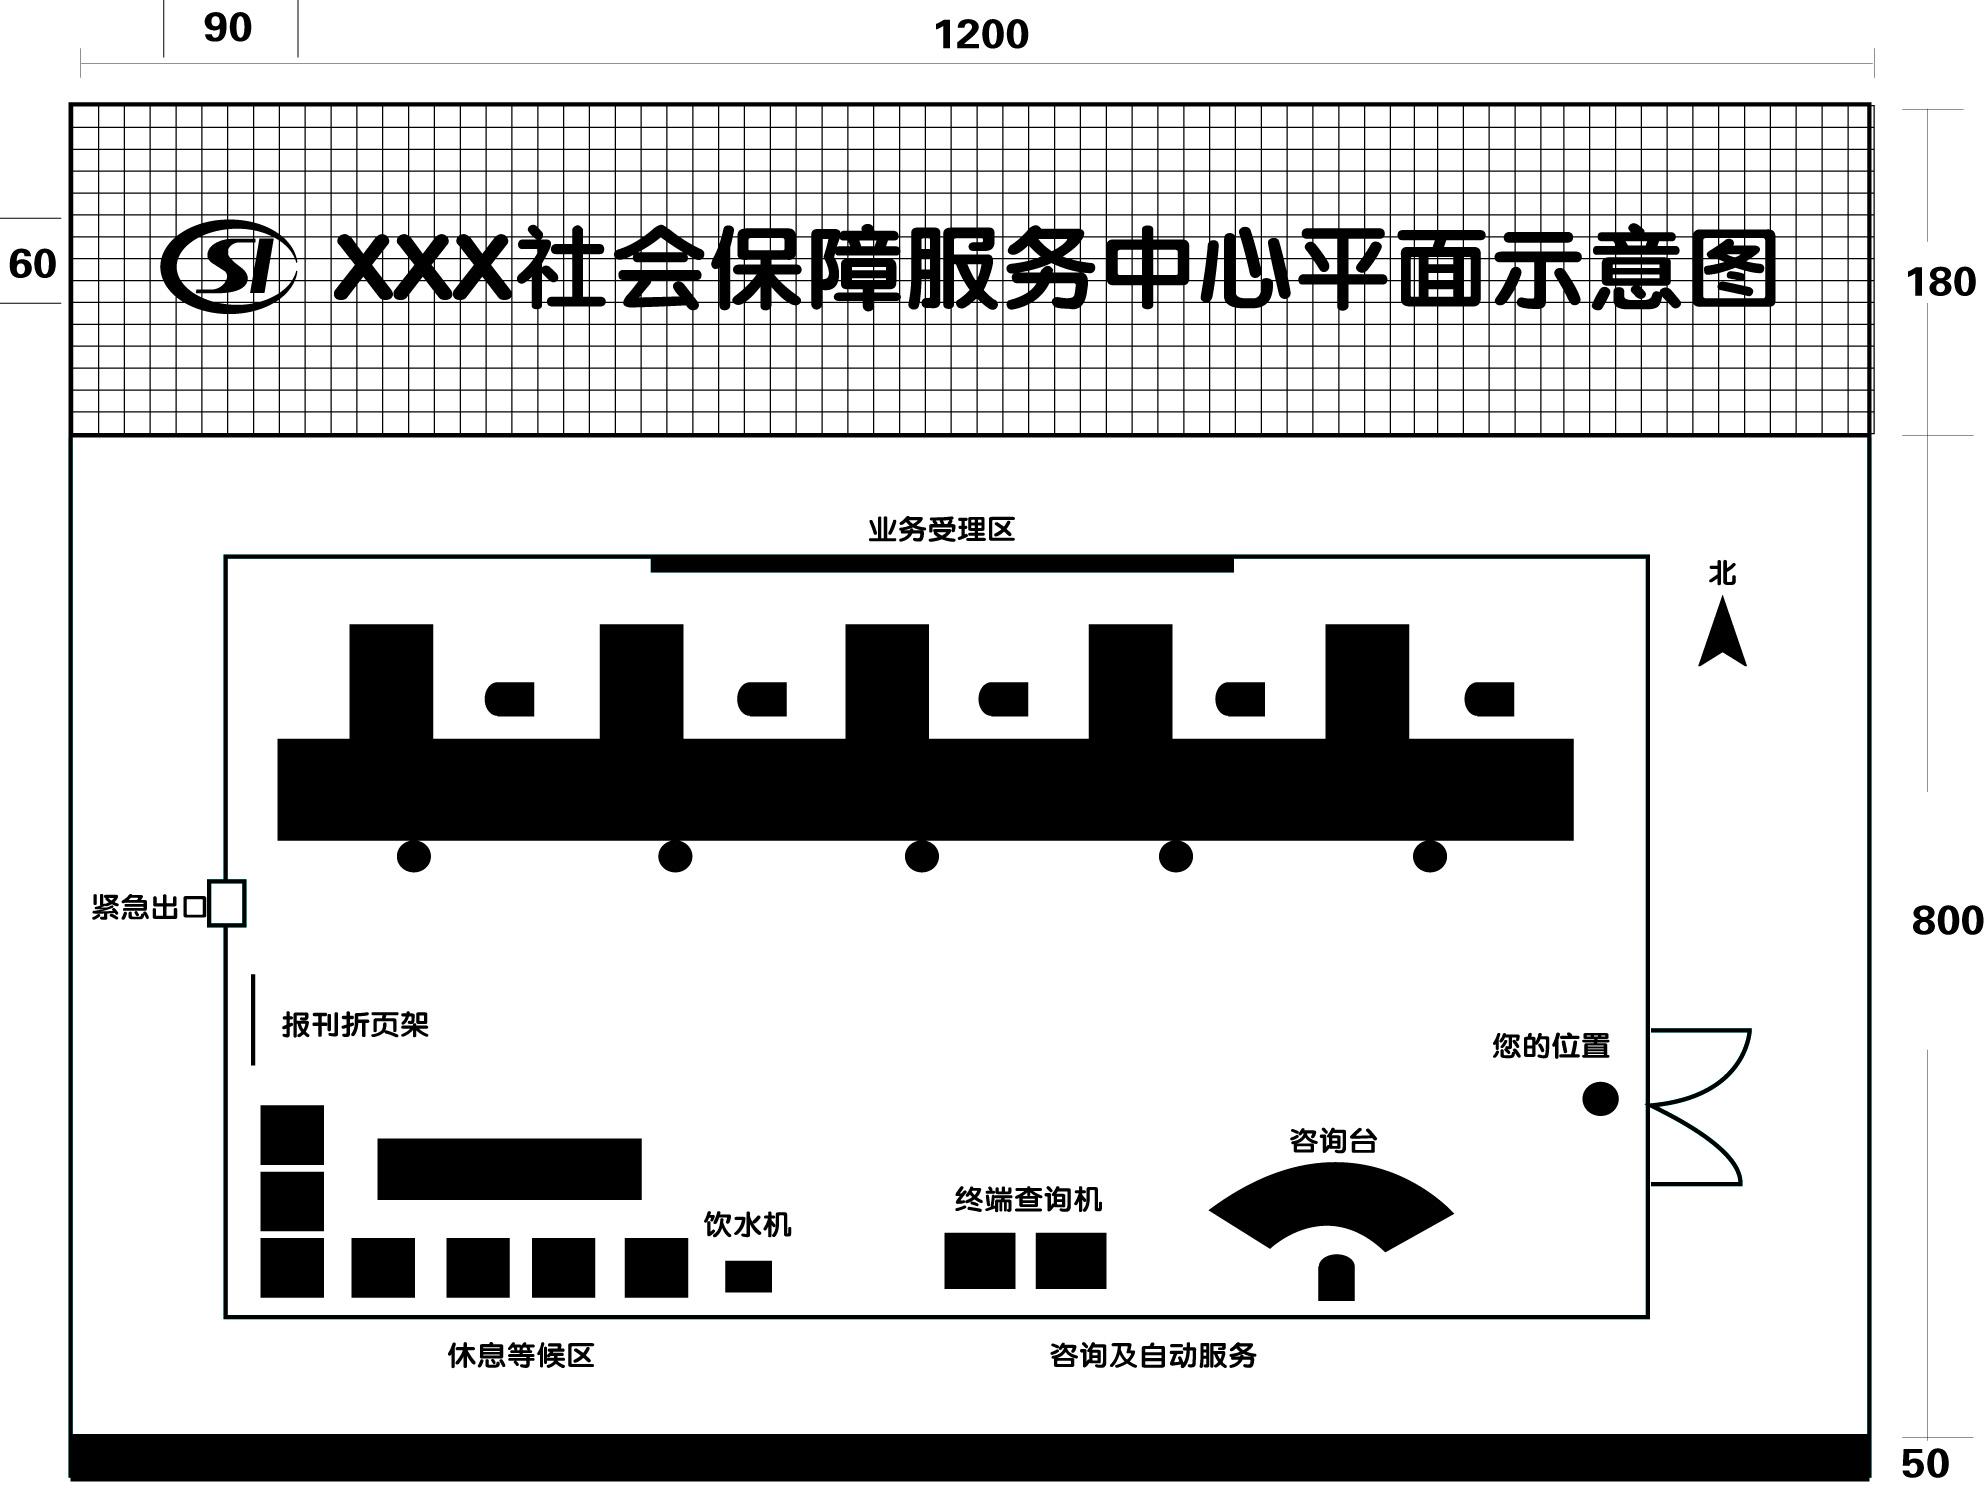 90
1200
SI XXX社会保障服务中心平面示意图
60
180
业务受理区
北
紧急出口
800
报刊折页架
您的位置
咨询台
终端查询机
饮水机
休息等候区
咨询及自动服务
50